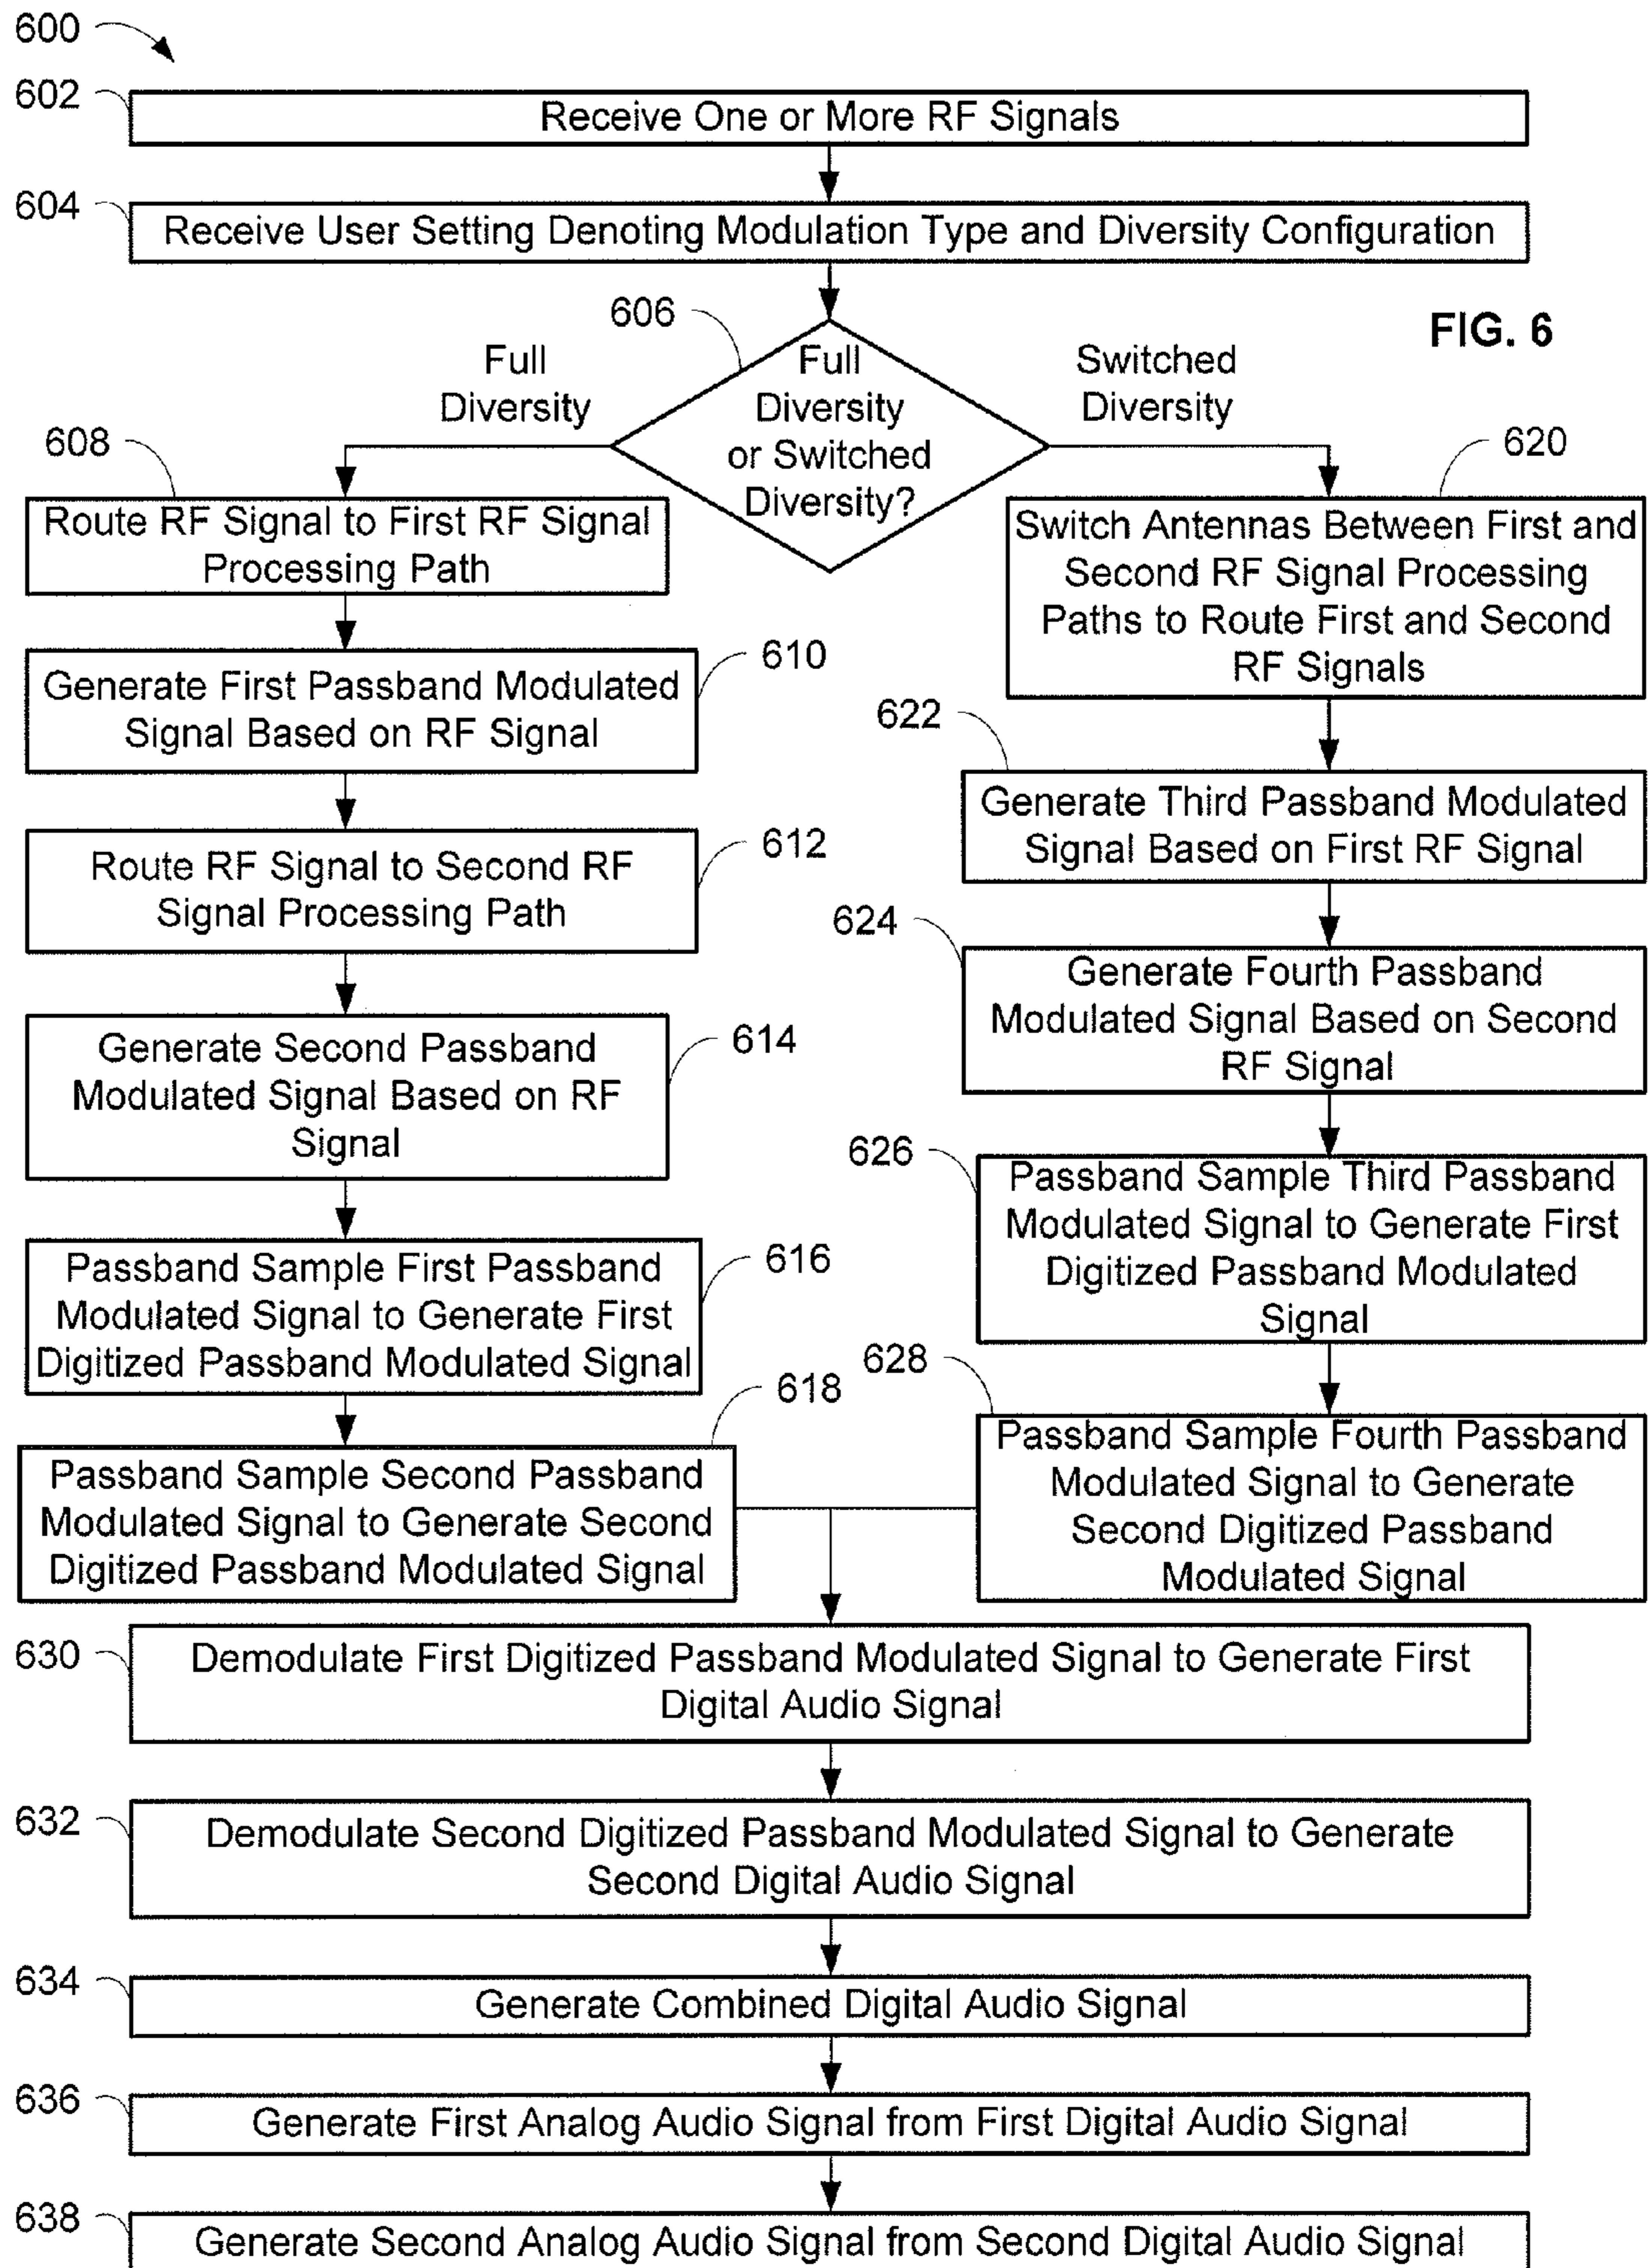 600
602
Receive One or More RF Signals
604
Receive User Setting Denoting Modulation Type and Diversity Configuration
606
FIG. 6
Full
Diversity
Full
Diversity
or Switched
Diversity?
Switched
Diversity
608
Route RF Signal to First RF Signal
Processing Path
610
Generate First Passband Modulated
Signal Based on RF Signal
612
Route RF Signal to Second RF
Signal Processing Path
614
Generate Second Passband
Modulated Signal Based on RF
Signal
616
Passband Sample First Passband
Modulated Signal to Generate First
Digitized Passband Modulated Signal
618
Passband Sample Second Passband
Modulated Signal to Generate Second
Digitized Passband Modulated Signal
620
Switch Antennas Between First and
Second RF Signal Processing
Paths to Route First and Second
RF Signals
622
Generate Third Passband Modulated
Signal Based on First RF Signal
624
Generate Fourth Passband
Modulated Signal Based on Second
RF Signal
626
Passband Sample Third Passband
Modulated Signal to Generate First
Digitized Passband Modulated
Signal
628
Passband Sample Fourth Passband
Modulated Signal to Generate
Second Digitized Passband
Modulated Signal
630
Demodulate First Digitized Passband Modulated Signal to Generate First
Digital Audio Signal
632
Demodulate Second Digitized Passband Modulated Signal to Generate
Second Digital Audio Signal
634
Generate Combined Digital Audio Signal
636
Generate First Analog Audio Signal from First Digital Audio Signal
638
Generate Second Analog Audio Signal from Second Digital Audio Signal